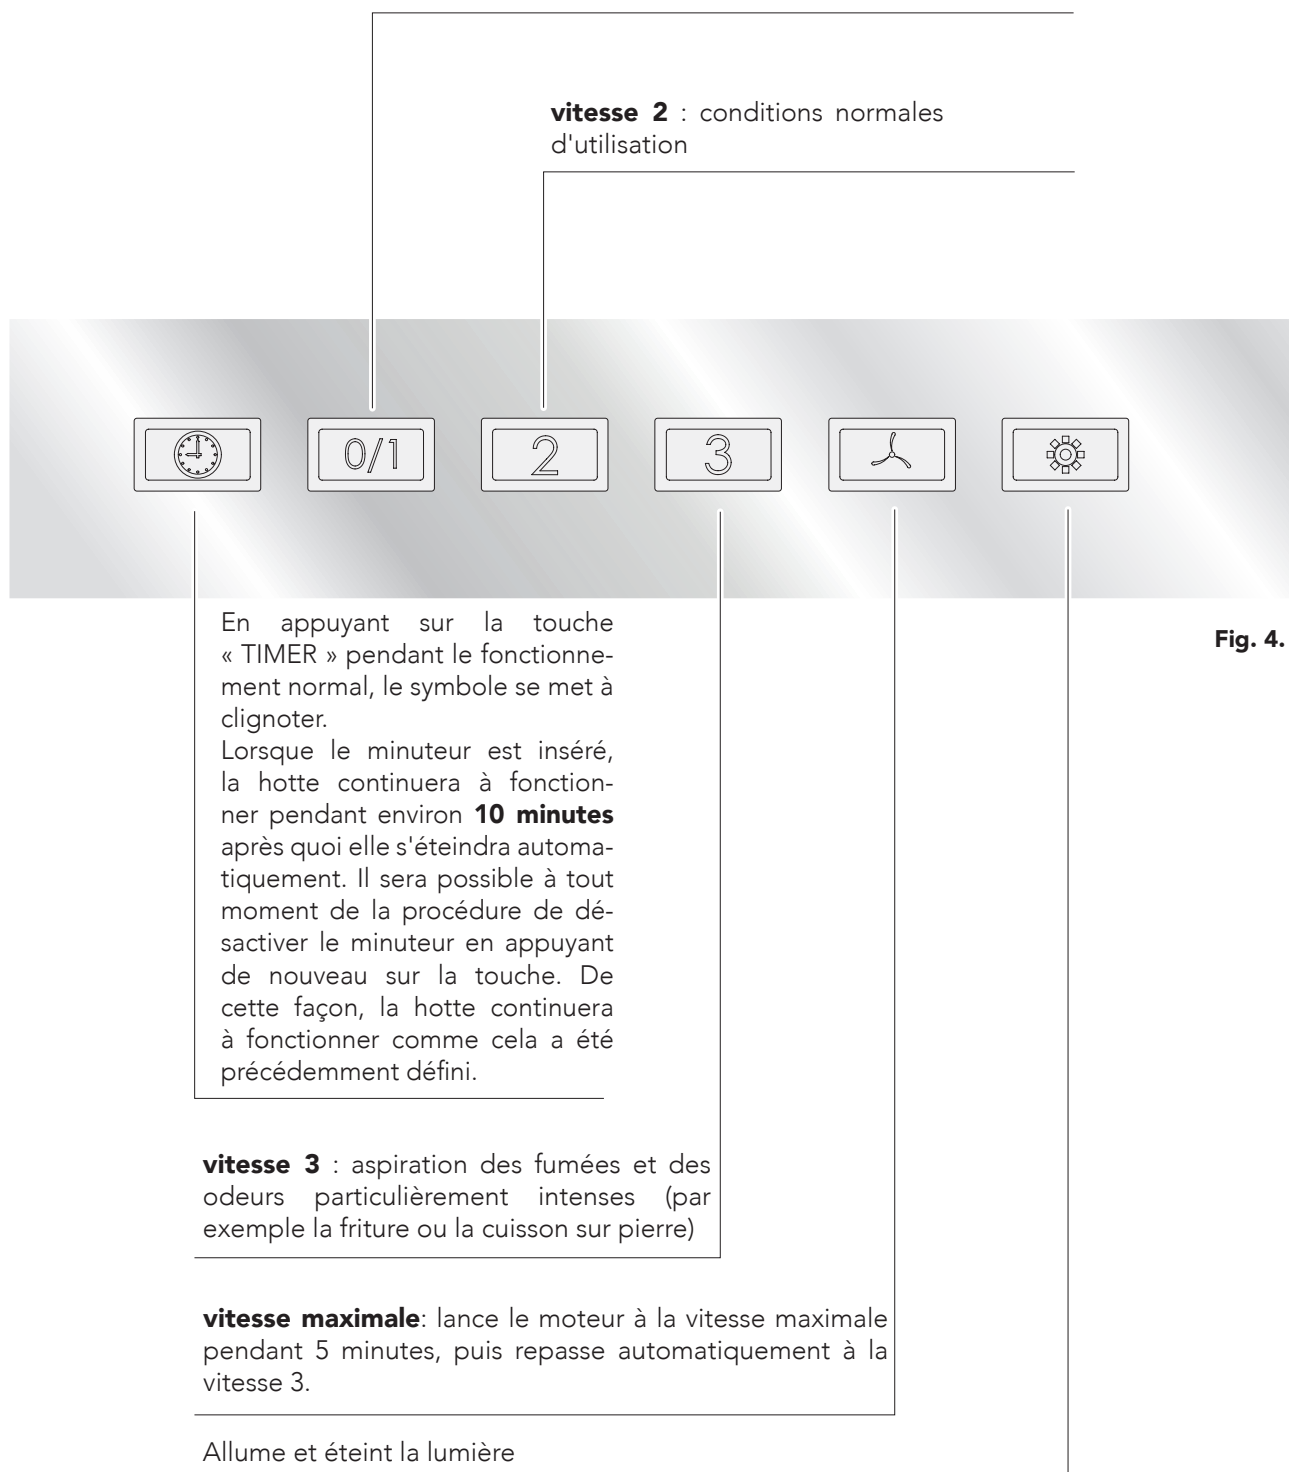 vitesse 2 : conditions normales
d'utilisation
0/1
2
3
Fig. 4.
En appuyant sur la touche
« TIMER » pendant le fonctionne-
ment normal, le symbole se met à
clignoter.
Lorsque le minuteur est inséré,
la hotte continuera à fonction-
ner pendant environ 10 minutes
après quoi elle s'éteindra automa-
tiquement. Il sera possible à tout
moment de la procédure de dé-
sactiver le minuteur en appuyant
de nouveau sur la touche. De
cette façon, la hotte continuera
à fonctionner comme cela a été
précédemment défini.
vitesse 3 : aspiration des fumées et des
odeurs particulièrement intenses (par
exemple la friture ou la cuisson sur pierre)
vitesse maximale: lance le moteur à la vitesse maximale
pendant 5 minutes, puis repasse automatiquement à la
vitesse 3.
Allume et éteint la lumière